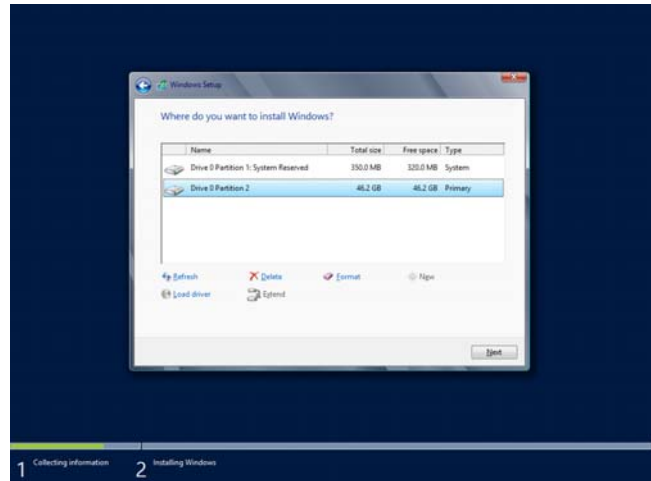 Windows Setup
Where do you want to install Windows?
Name Total size Free space Type
Drive 0 Partition 1: System Reserved 350.0 MB 320.0 MB System
Drive 0 Partition 2 46.2 GB 46.2 GB Primary
Refresh Delete Format New
Load driver Extend
Next
1 Collecting information 2 Installing Windows